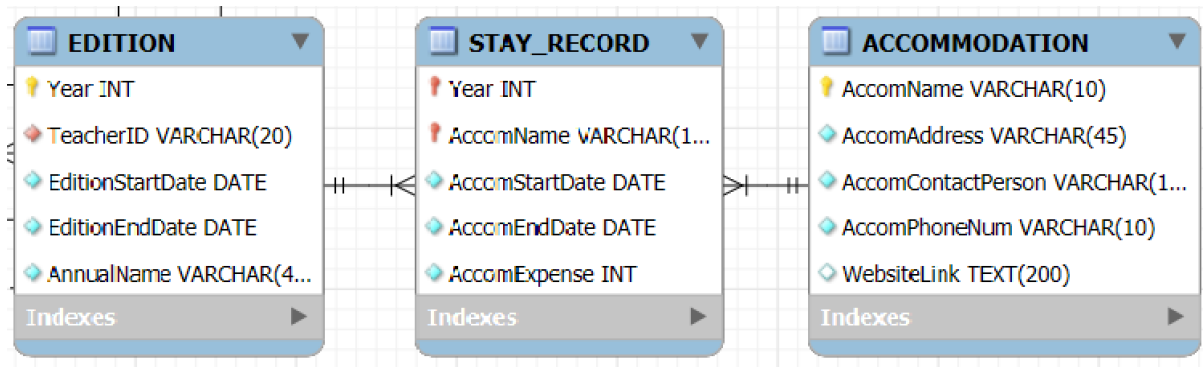 EDITION
Year INT
TeacherID VARCHAR(20)
EditionStartDate DATE
EditionEndDate DATE
AnnualName VARCHAR(4...
Indexes
STAY_RECORD
Year INT
AccomName VARCHAR(1...
AccomStartDate DATE
AccomEndDate DATE
AccomExpense INT
Indexes
ACCOMMODATION
AccomName VARCHAR(10)
AccomAddress VARCHAR(45)
AccomContactPerson VARCHAR(1...
AccomPhoneNum VARCHAR(10)
WebsiteLink TEXT(200)
Indexes